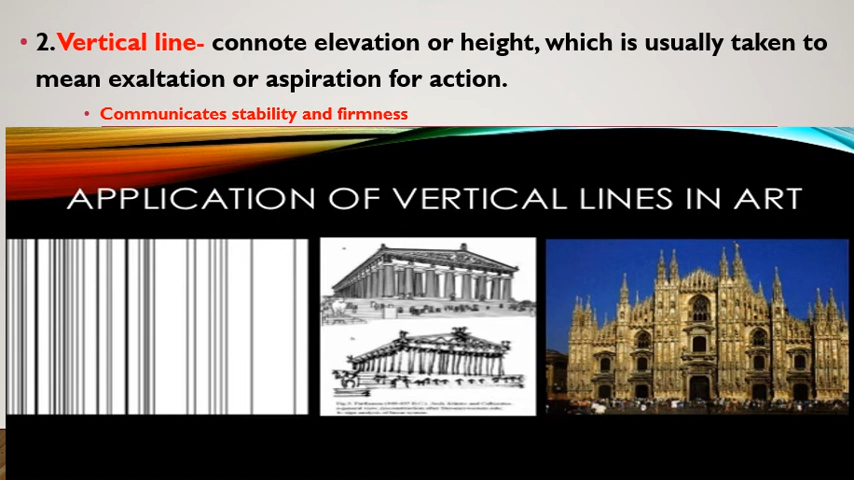 • 2.Vertical line- connote elevation or height, which is usually taken to
mean exaltation or aspiration for action.
• Communicates stability and firmness
APPLICATION OF VERTICAL LINES IN ART